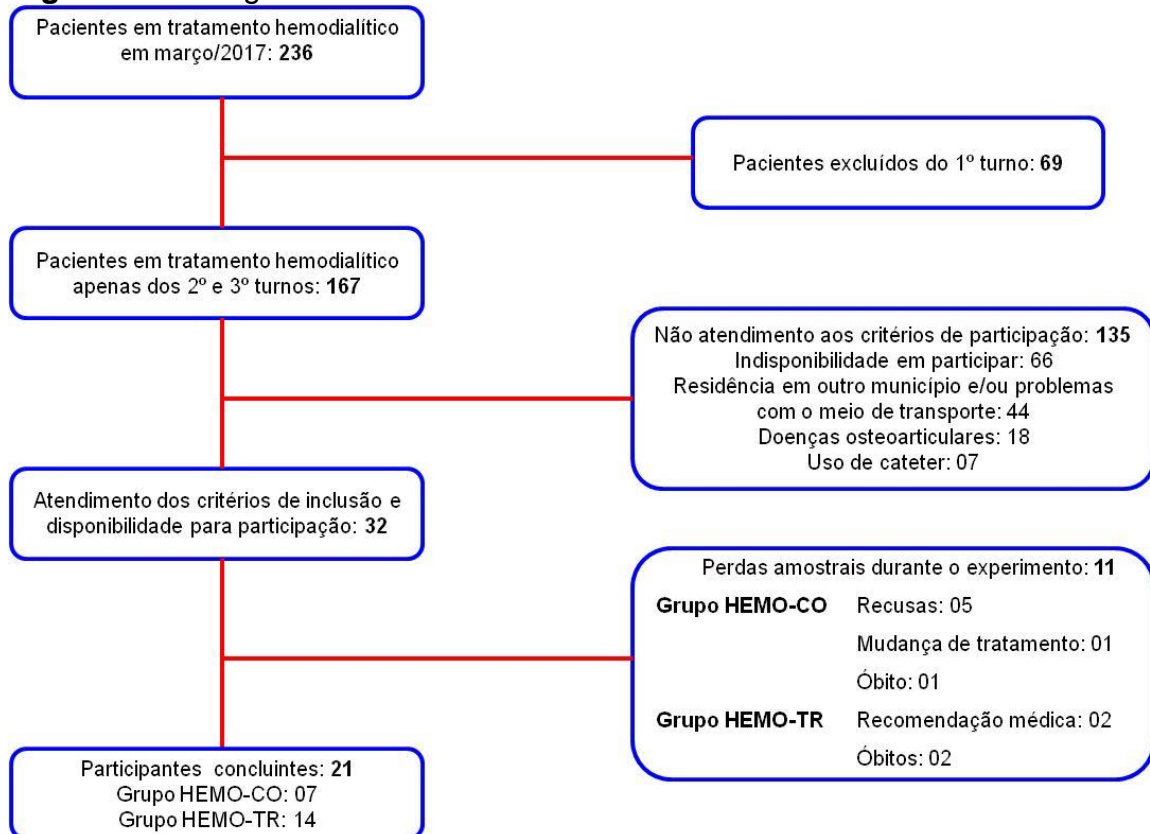 Pacientes em tratamento hemodialítico
em março/2017: 236
Pacientes excluídos do 1º turno: 69
Pacientes em tratamento hemodialítico
apenas dos 2º e 3º turnos: 167
Não atendimento aos critérios de participação: 135
Indisponibilidade em participar: 66
Residência em outro município e/ou problemas
com o meio de transporte: 44
Doenças osteoarticulares: 18
Uso de cateter: 07
Atendimento dos critérios de inclusão e
disponibilidade para participação: 32
Perdas amostrais durante o experimento: 11
Grupo HEMO-CO Recusas: 05
Mudança de tratamento: 01
Óbito: 01
Grupo HEMO-TR Recomendação médica: 02
Óbitos: 02
Participantes concluintes: 21
Grupo HEMO-CO: 07
Grupo HEMO-TR: 14